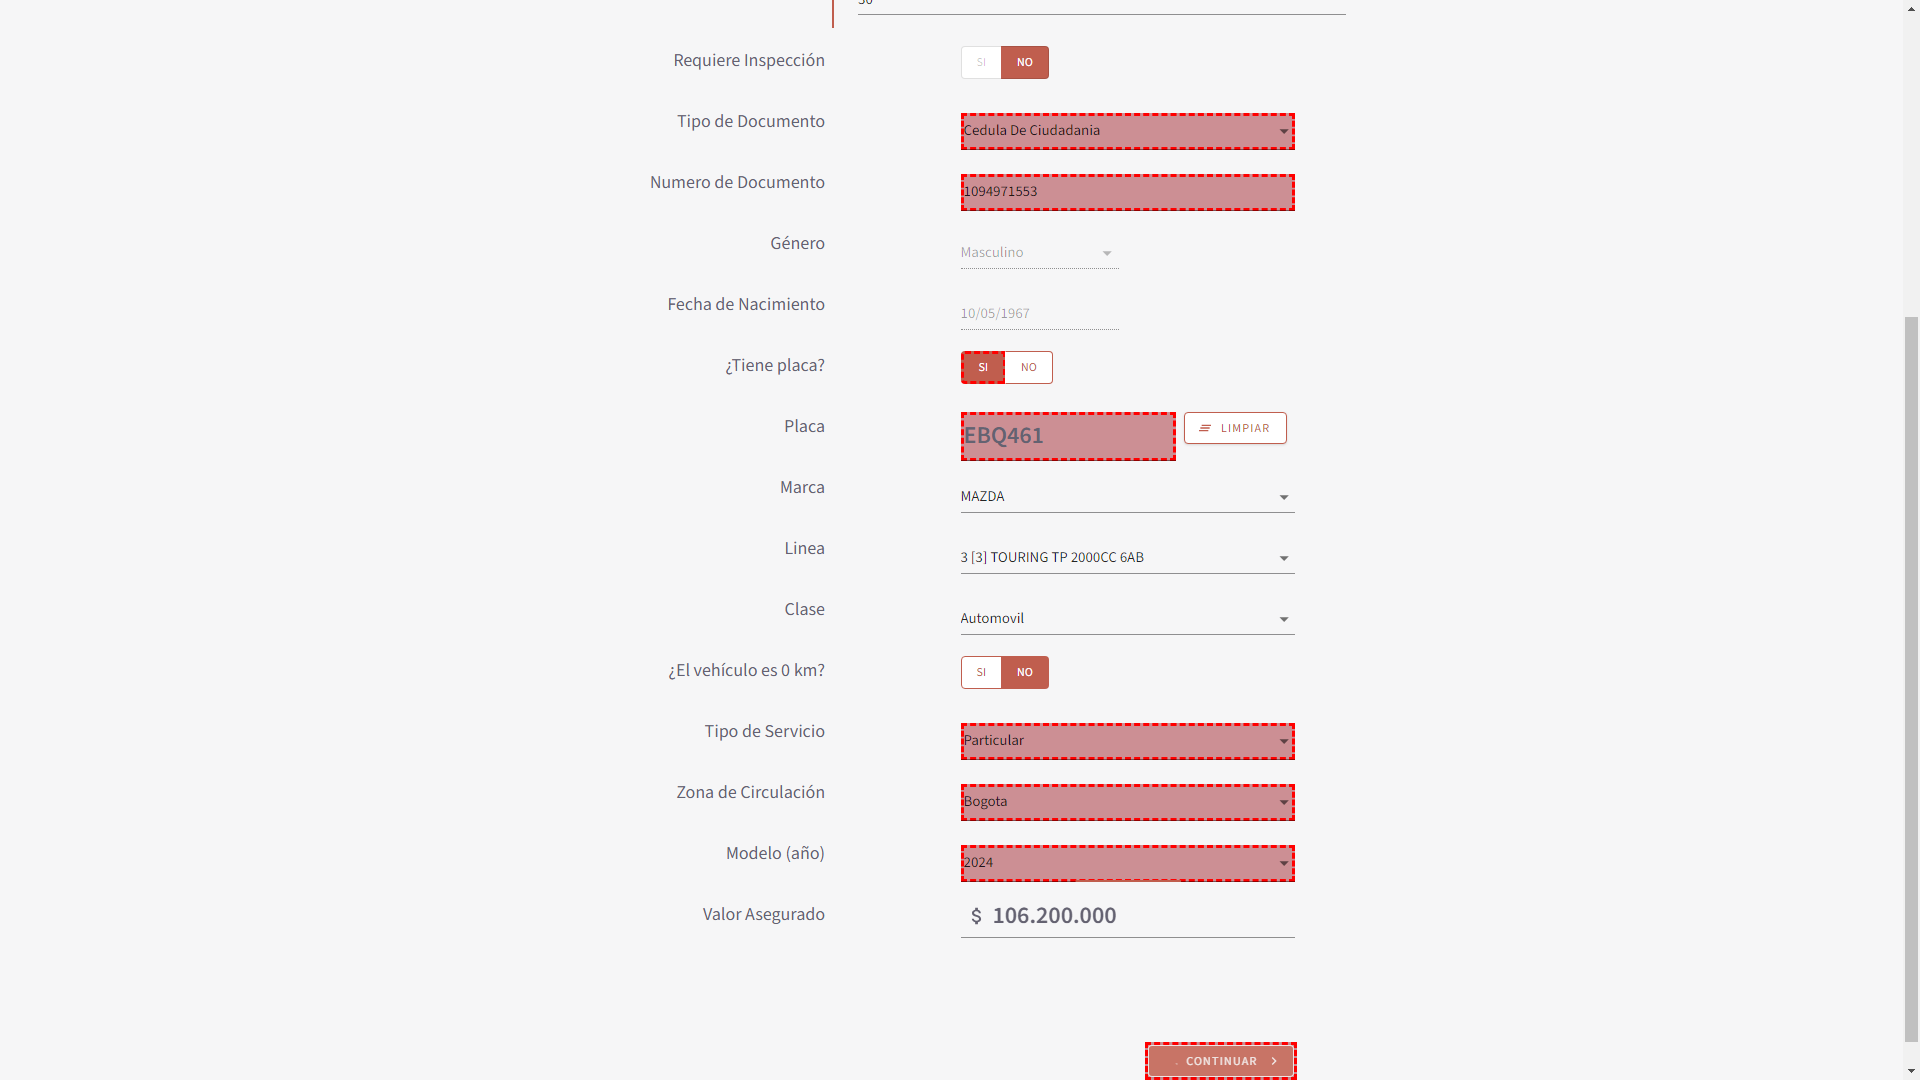 Requiere Inspección SI NO
Tipo de Documento Cedula De Ciudadania
Numero de Documento 1094971553
Género Masculino
Fecha de Nacimiento 10/05/1967
¿Tiene placa? SI NO
Placa EBQ461 LIMPIAR
Marca MAZDA
Linea 3 [3] TOURING TP 2000CC 6AB
Clase Automovil
¿El vehículo es 0 km? SI NO
Tipo de Servicio Particular
Zona de Circulación Bogota
Modelo (año) 2024
Valor Asegurado $ 106.200.000
CONTINUAR